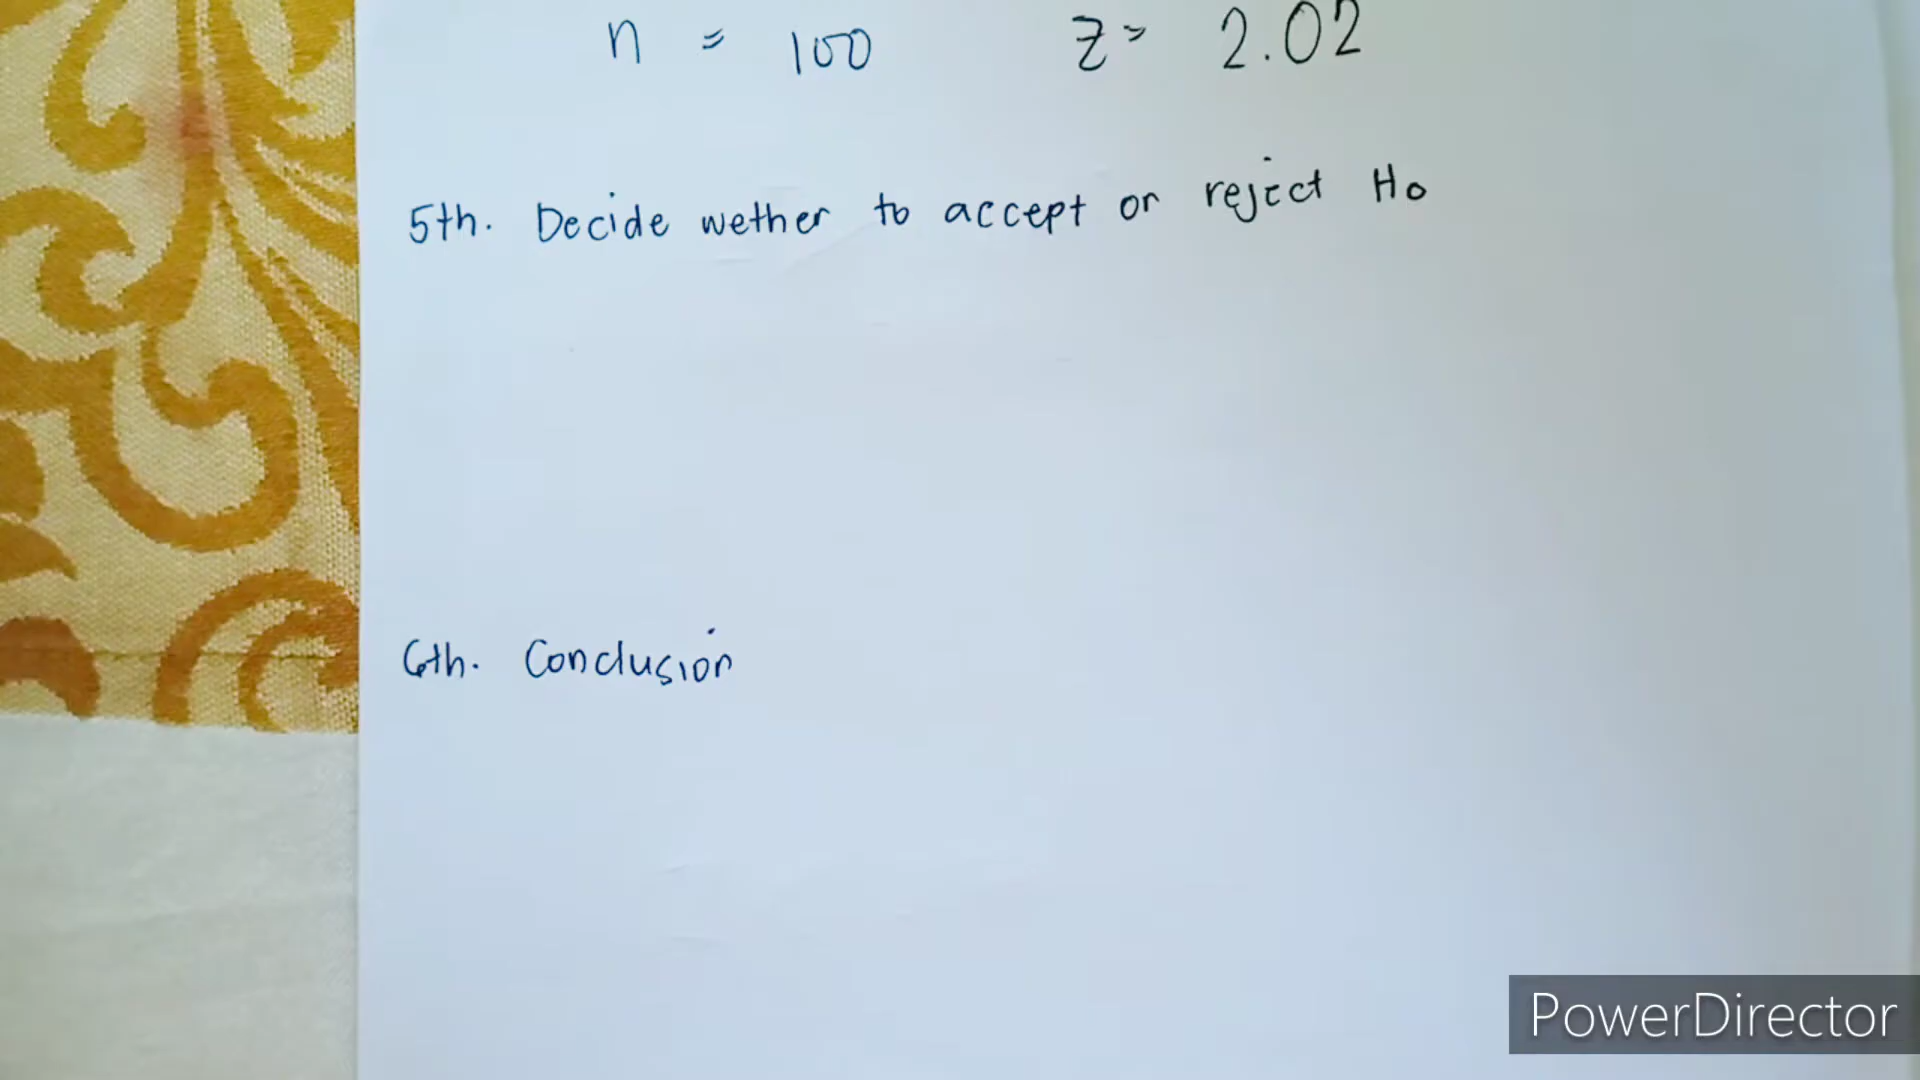 n = 100 z = 2.02
5th. Decide wether to accept or reject Ho
6th. Conclusion
PowerDirector